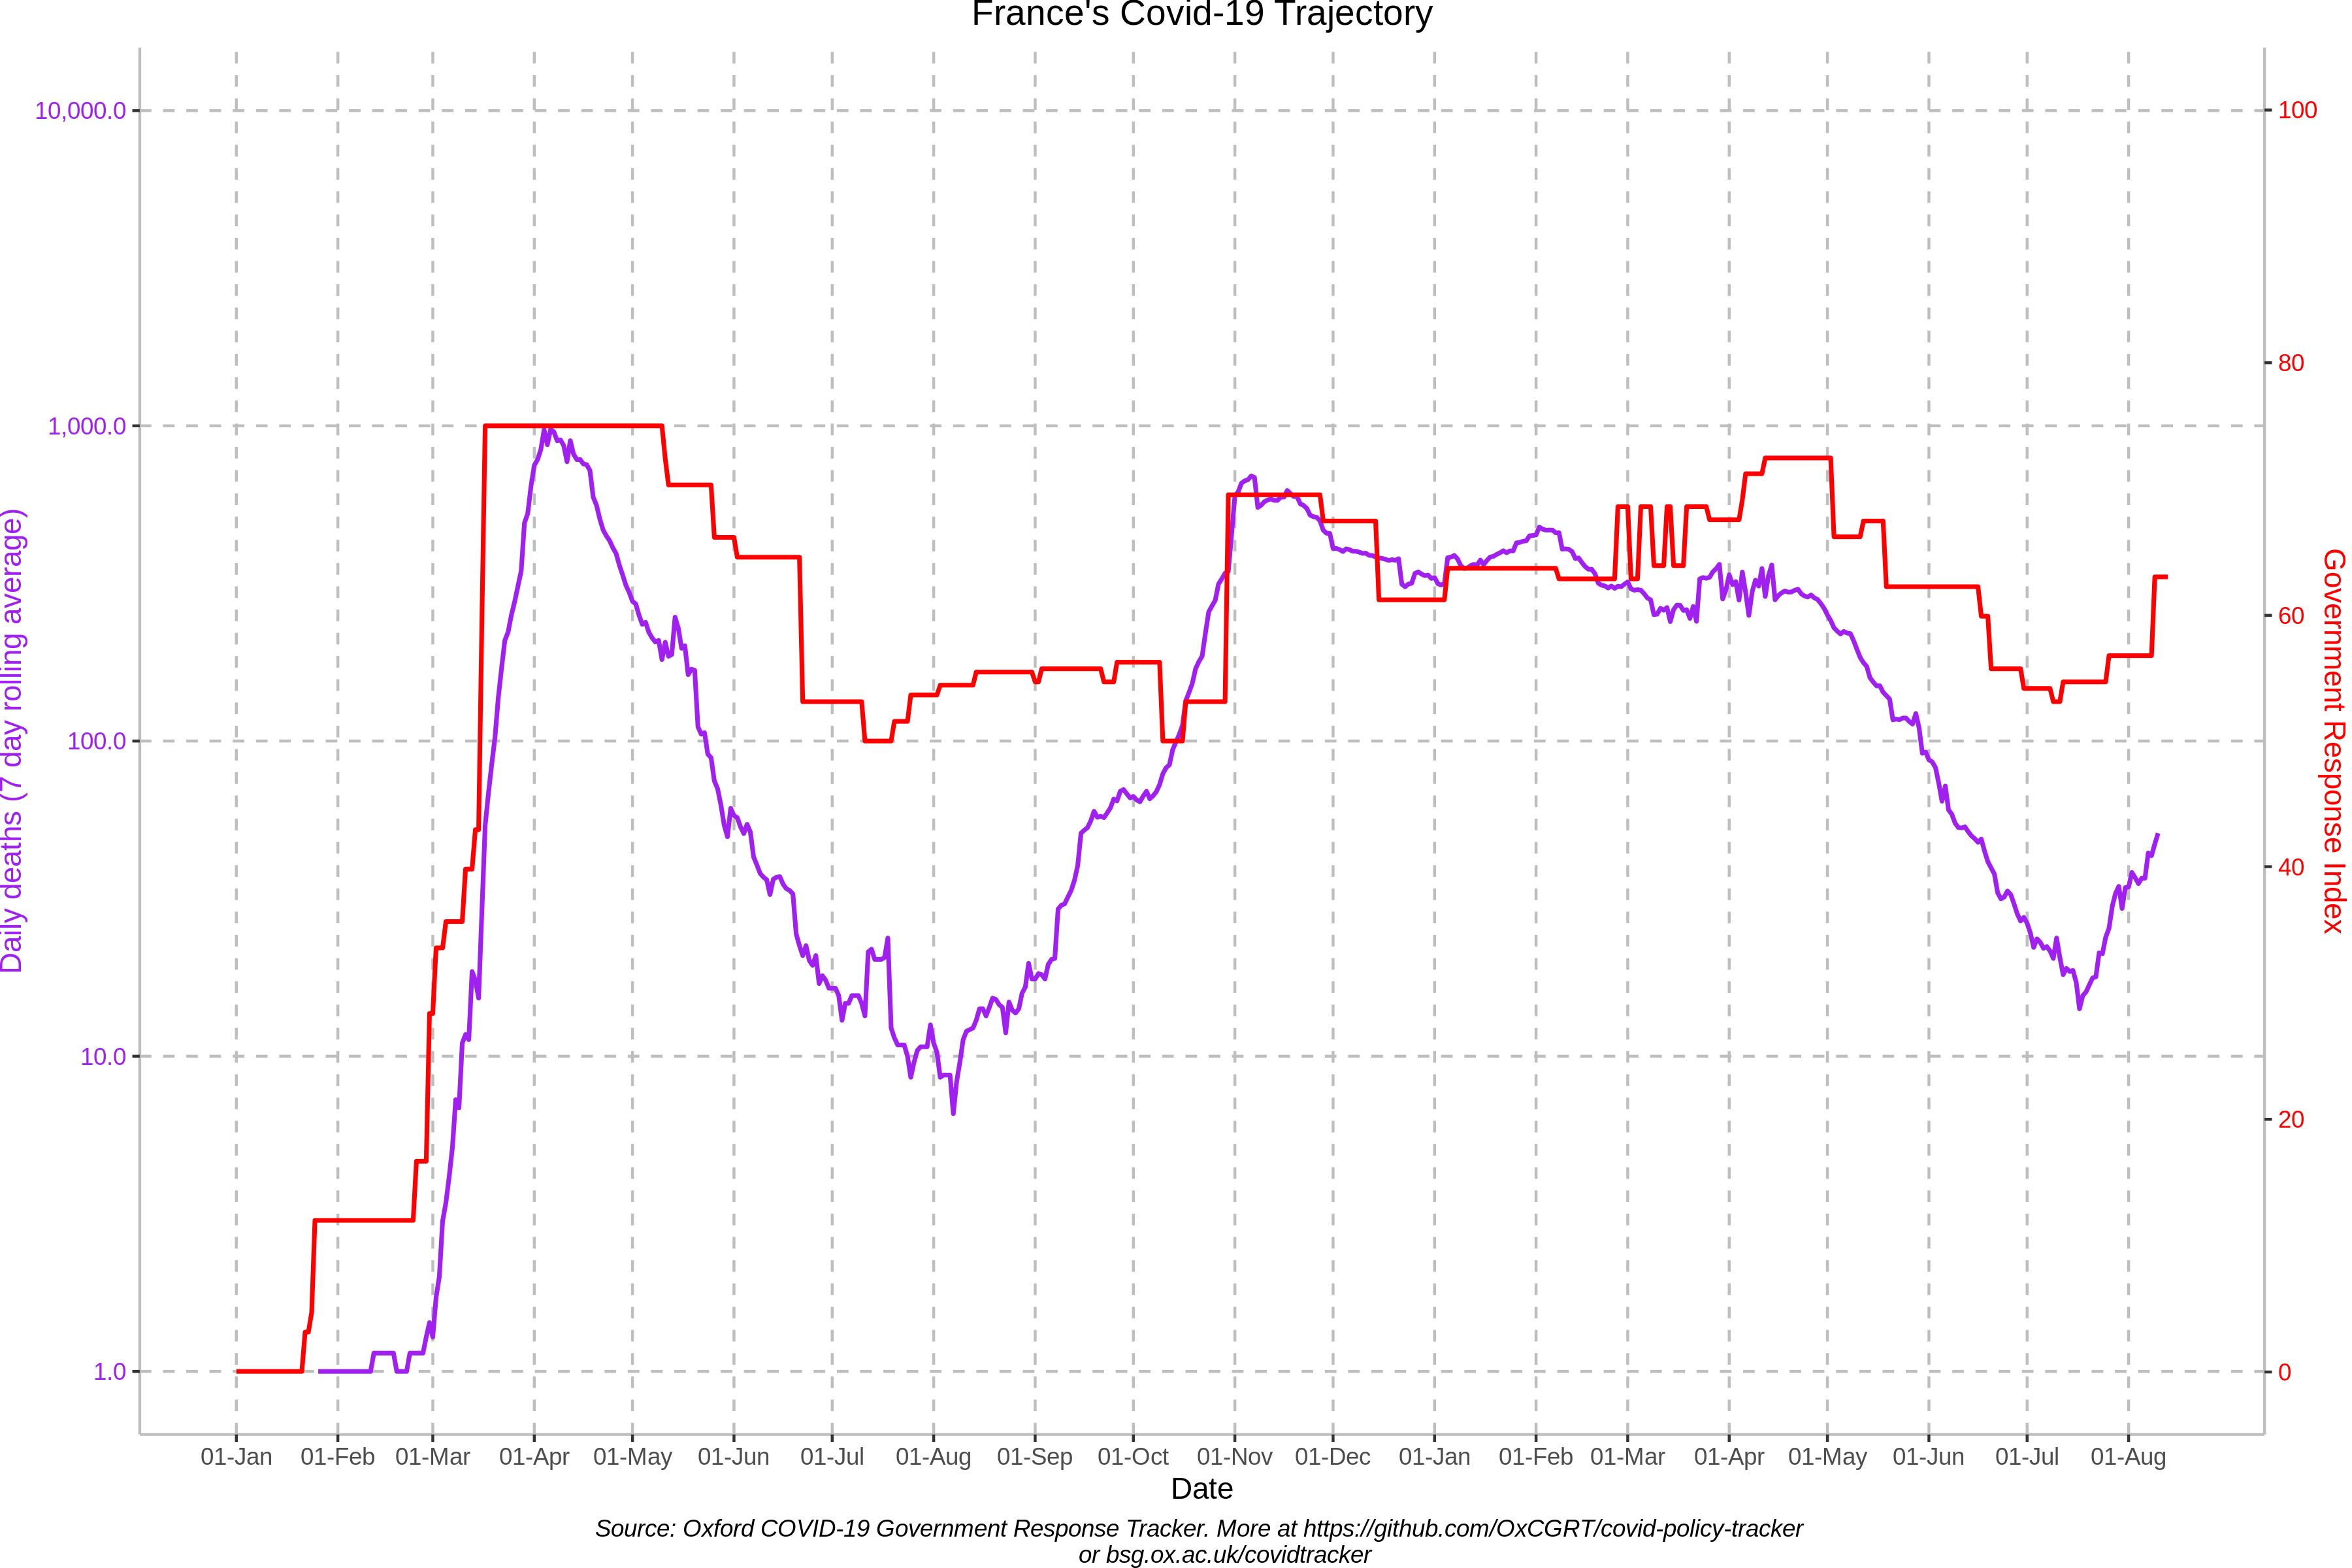 France's Covid-19 Trajectory
10,000.0
1,000.0
100.0
10.0
1.0
Daily deaths (7 day rolling average)
100
80
60
40
20
0
Government Response Index
01-Jan 01-Feb 01-Mar 01-Apr 01-May 01-Jun 01-Jul 01-Aug 01-Sep 01-Oct 01-Nov 01-Dec 01-Jan 01-Feb 01-Mar 01-Apr 01-May 01-Jun 01-Jul 01-Aug
Date
Source: Oxford COVID-19 Government Response Tracker. More at https://github.com/OxCGRT/covid-policy-tracker
or bsg.ox.ac.uk/covidtracker